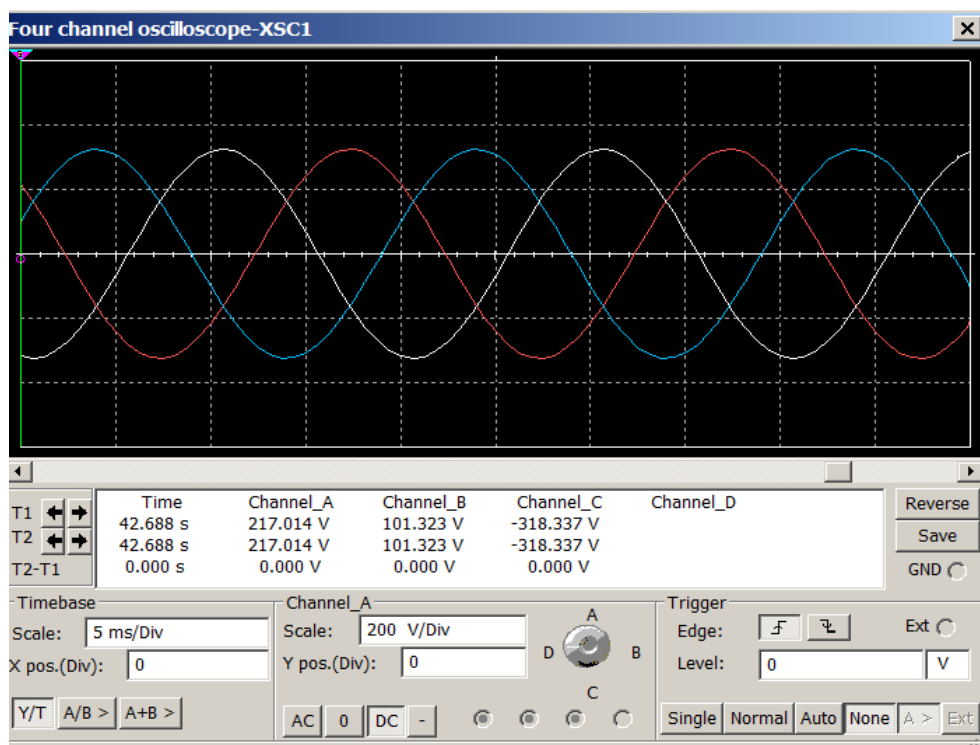 Four channel oscilloscope-XSC1
3
Time Channel_A Channel_B Channel_C Channel_D
T1 42.688 s 217.014 V 101.323 V -318.337 V
T2 42.688 s 217.014 V 101.323 V -318.337 V
T2-T1 0.000 s 0.000 V 0.000 V 0.000 V
Reverse
Save
GND
Timebase
Scale: 5 ms/Div
X pos.(Div): 0
Y/T A/B > A+B >
Channel_A
Scale: 200 V/Div
Y pos.(Div): 0
A
D B
C
AC 0 DC -
Trigger
Edge: Ext
Level: 0 V
Single Normal Auto None A > Ext